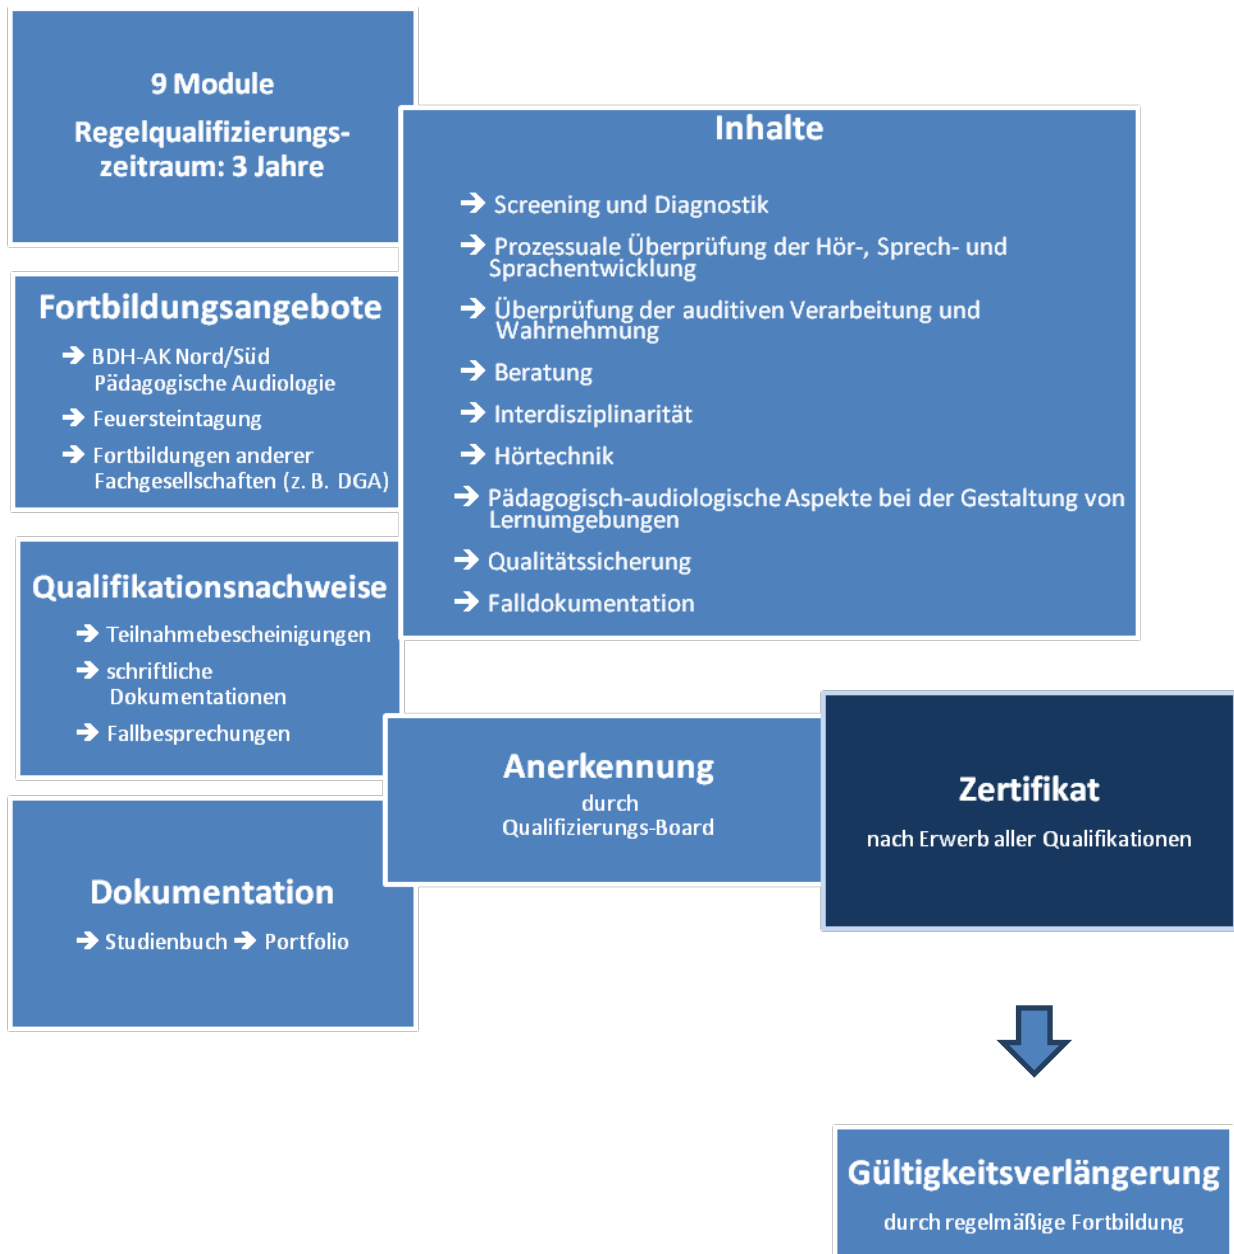 9 Module
Regelqualifizierungs-
zeitraum: 3 Jahre
Inhalte
➔ Screening und Diagnostik
➔ Prozessuale Überprüfung der Hör-, Sprech- und
Sprachentwicklung
➔ Überprüfung der auditiven Verarbeitung und
Wahrnehmung
➔ Beratung
➔ Interdisziplinarität
➔ Hörtechnik
➔ Pädagogisch-audiologische Aspekte bei der Gestaltung von
Lernumgebungen
➔ Qualitätssicherung
➔ Falldokumentation
Fortbildungsangebote
➔ BDH-AK Nord/Süd
Pädagogische Audiologie
➔ Feuersteintagung
➔ Fortbildungen anderer
Fachgesellschaften (z. B. DGA)
Qualifikationsnachweise
➔ Teilnahmebescheinigungen
➔ schriftliche
Dokumentationen
➔ Fallbesprechungen
Dokumentation
➔ Studienbuch ➔ Portfolio
Anerkennung
durch
Qualifizierungs-Board
Zertifikat
nach Erwerb aller Qualifikationen
Gültigkeitsverlängerung
durch regelmäßige Fortbildung